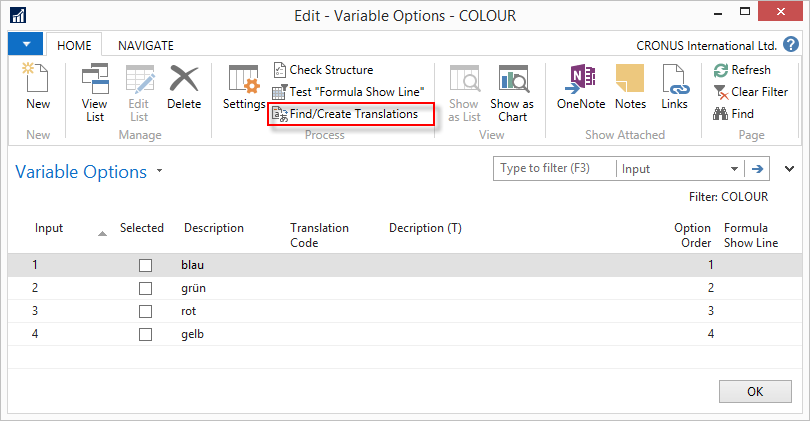 Edit - Variable Options - COLOUR
HOME
NAVIGATE
CRONUS International Ltd.
New
View List
Edit List
Delete
Settings
Check Structure
Test "Formula Show Line"
Find/Create Translations
Show as List
Show as Chart
OneNote
Notes
Links
Refresh
Clear Filter
Find
New
Manage
Process
View
Show Attached
Page
Variable Options
Type to filter (F3)
Input
Filter: COLOUR
Input
Selected
Description
Translation Code
Decription (T)
Option Order
Formula Show Line
1 blau 1
2 grün 2
3 rot 3
4 gelb 4
OK